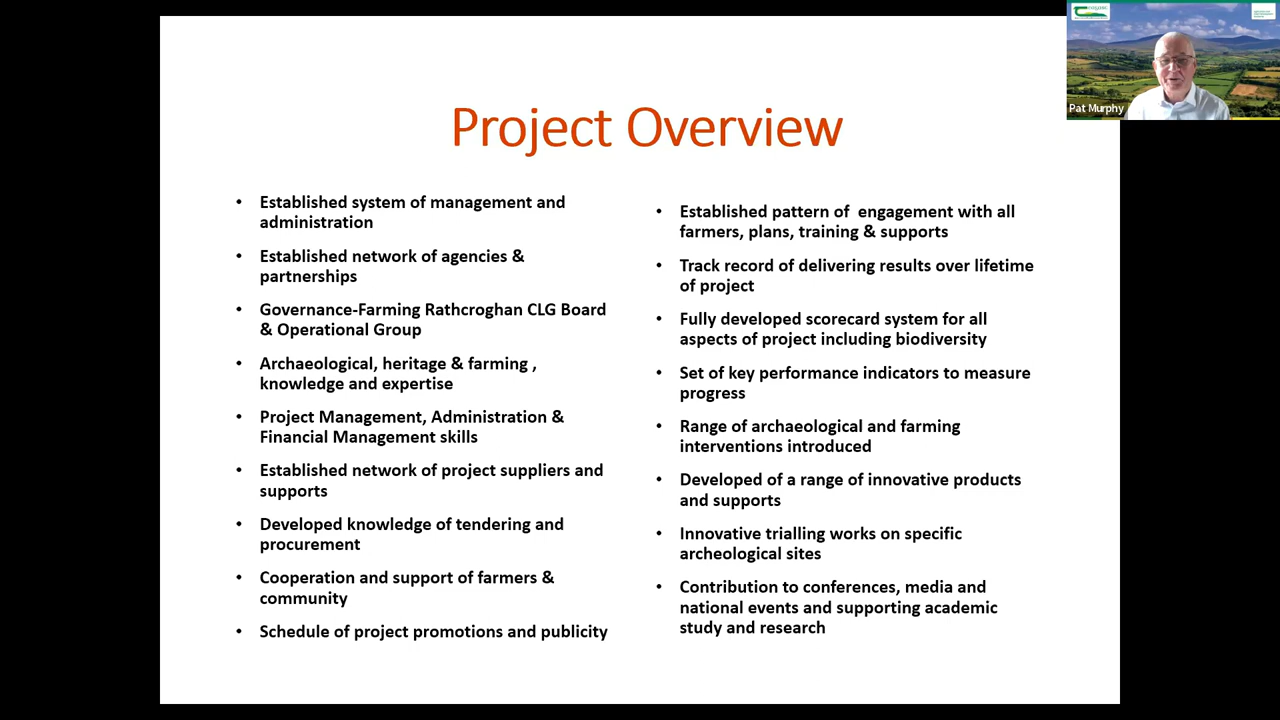 Project Overview
Established system of management and
administration
Established network of agencies &
partnerships
Governance-Farming Rathcroghan CLG Board
& Operational Group
Archaeological, heritage & farming ,
knowledge and expertise
Project Management, Administration &
Financial Management skills
Established network of project suppliers and
supports
Developed knowledge of tendering and
procurement
Cooperation and support of farmers &
community
Schedule of project promotions and publicity
Established pattern of  engagement with all
farmers, plans, training & supports
Track record of delivering results over lifetime
of project
Fully developed scorecard system for all
aspects of project including biodiversity
Set of key performance indicators to measure
progress
Range of archaeological and farming
interventions introduced
Developed of a range of innovative products
and supports
Innovative trialling works on specific
archeological sites
Contribution to conferences, media and
national events and supporting academic
study and research
Pat Murphy